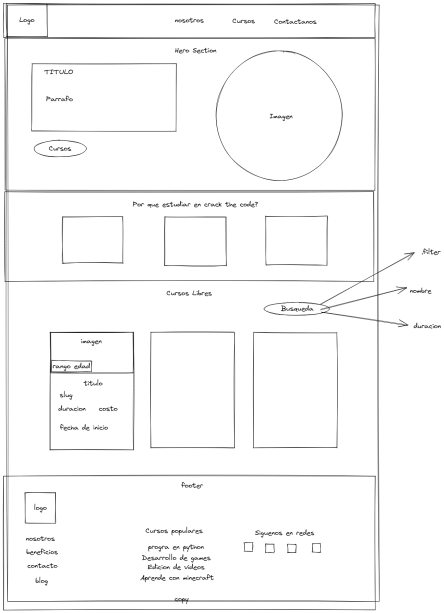 Logo
nosotros Cursos Contactanos
Hero Section
TITULO
Parrafo
Imagen
Cursos
Por que estudiar en crack the code?
.filter
Cursos Libres
nombre
Busqueda
duracion
imagen
rango edad
titulo
slug
duracion costo
fecha de inicio
footer
logo
Cursos populares
Siguenos en redes
nosotros
progra en python
beneficios
Desarrollo de games
contacto
Edicion de videos
blog
Aprende con minecraft
copy